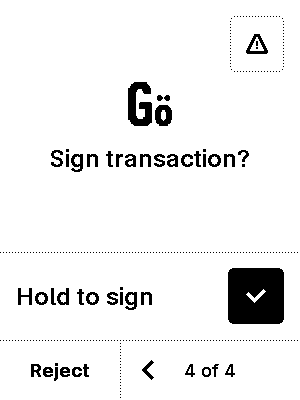 Gö
Sign transaction?
Hold to sign
Reject
4 of 4